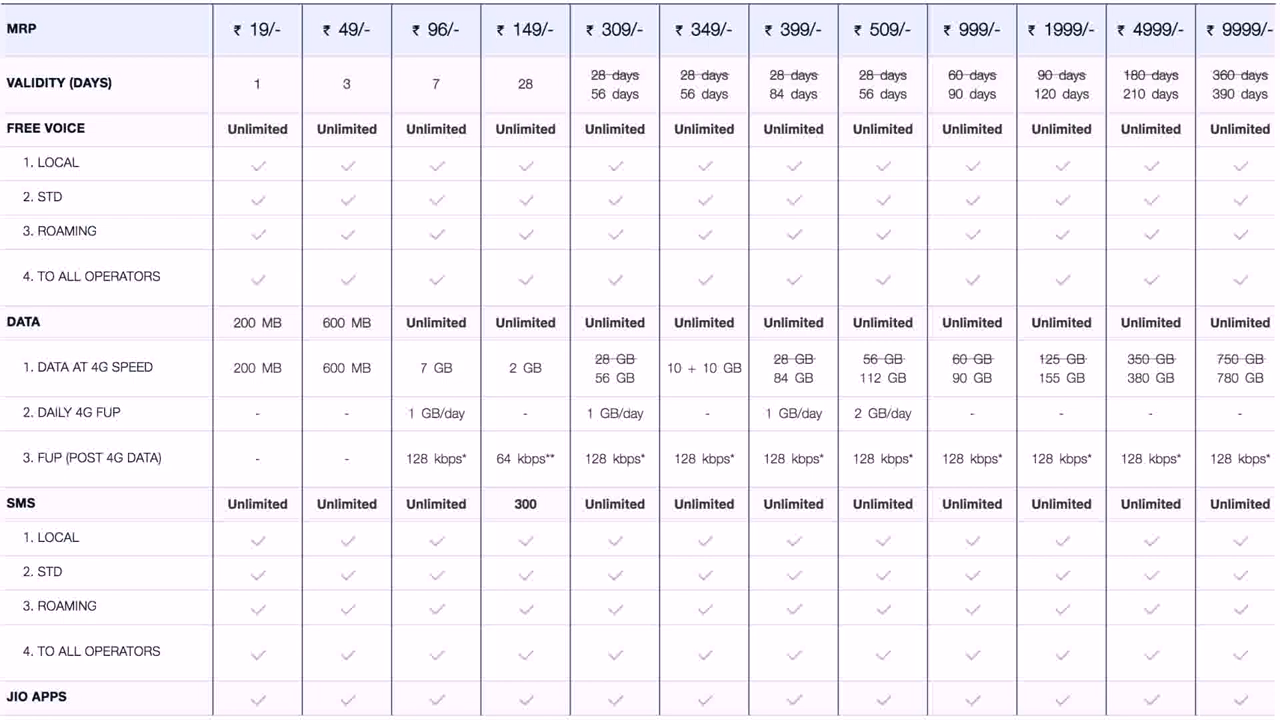 MRP ₹ 19/- ₹ 49/- ₹ 96/- ₹ 149/- ₹ 309/- ₹ 349/- ₹ 399/- ₹ 509/- ₹ 999/- ₹ 1999/- ₹ 4999/- ₹ 9999/-
28 days 28 days 28 days 28 days 60 days 90 days 180 days 360 days
VALIDITY (DAYS) 1 3 7 28
56 days 56 days 84 days 56 days 90 days 120 days 210 days 390 days
FREE VOICE Unlimited Unlimited Unlimited Unlimited Unlimited Unlimited Unlimited Unlimited Unlimited Unlimited Unlimited Unlimited
1. LOCAL
2. STD
3. ROAMING
4. TO ALL OPERATORS
DATA 200 MB 600 MB Unlimited Unlimited Unlimited Unlimited Unlimited Unlimited Unlimited Unlimited Unlimited Unlimited
28 GB 28 GB 56 GB 60 GB 125 GB 350 GB 750 GB
1. DATA AT 4G SPEED 200 MB 600 MB 7 GB 2 GB 10 + 10 GB
56 GB 84 GB 112 GB 90 GB 155 GB 380 GB 780 GB
2. DAILY 4G FUP - - 1 GB/day - 1 GB/day - 1 GB/day 2 GB/day - - - -
3. FUP (POST 4G DATA) - - 128 kbps* 64 kbps** 128 kbps* 128 kbps* 128 kbps* 128 kbps* 128 kbps* 128 kbps* 128 kbps* 128 kbps*
SMS Unlimited Unlimited Unlimited 300 Unlimited Unlimited Unlimited Unlimited Unlimited Unlimited Unlimited Unlimited
1. LOCAL
2. STD
3. ROAMING
4. TO ALL OPERATORS
JIO APPS